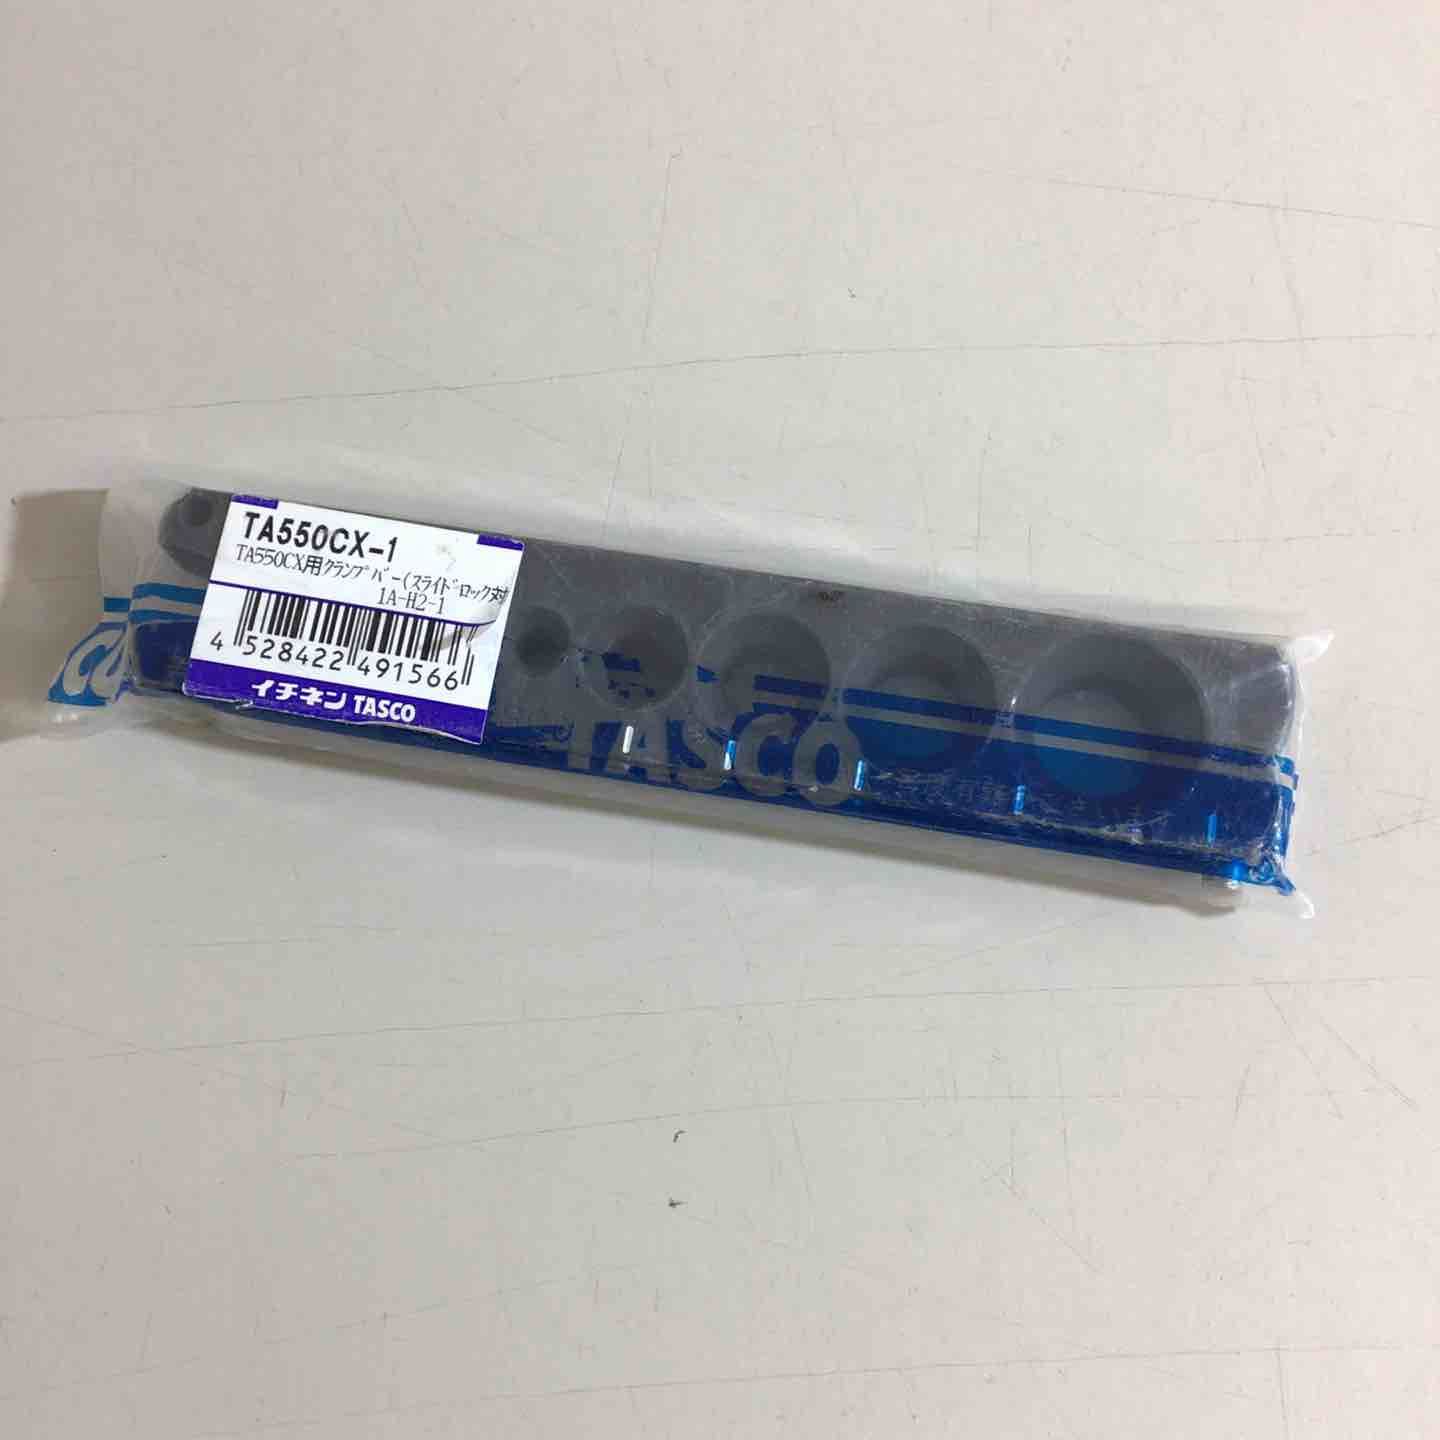 TA550CX-1
TA550CX用クランプバー(スライドロック対
1A-H2-1
4 528422 491566
イチネン TASCO
TASCO